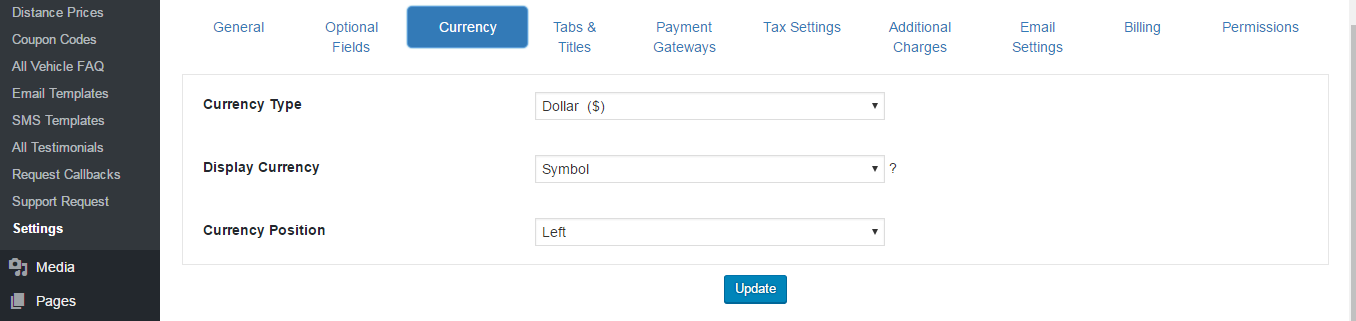 Distance Prices
Coupon Codes
All Vehicle FAQ
Email Templates
SMS Templates
All Testimonials
Request Callbacks
Support Request
Settings
Media
Pages
General
Optional
Fields
Currency
Tabs &
Titles
Payment
Gateways
Tax Settings
Additional
Charges
Email
Settings
Billing
Permissions
Currency Type
Dollar ($)
Display Currency
Symbol
?
Currency Position
Left
Update